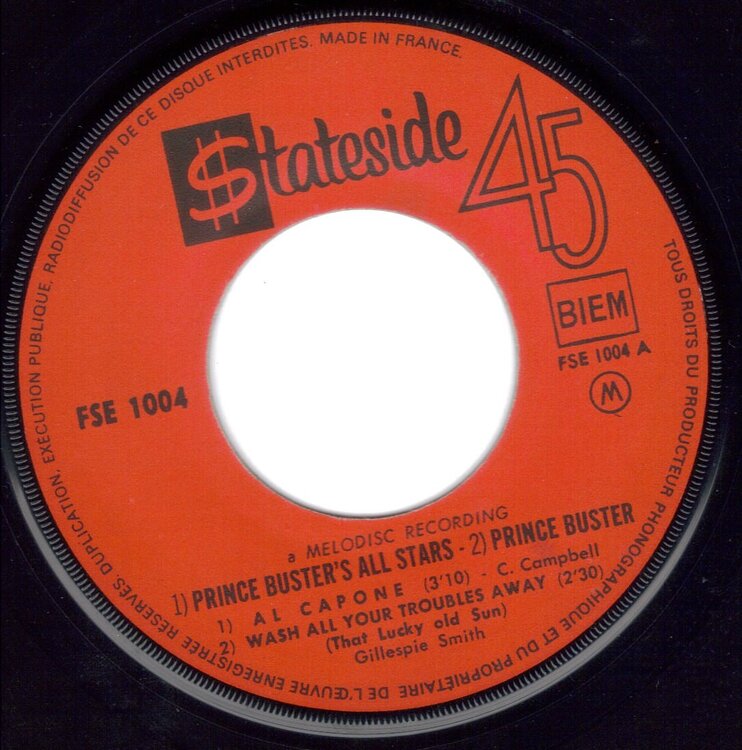 TOUS DROITS DU PRODUCTEUR PHONOGRAPHIQUE ET DU PROPRIÉTAIRE DE L'ŒUVRE ENREGISTRÉE RÉSERVÉS. DUPLICATION, EXÉCUTION PUBLIQUE, RADIODIFFUSION DE CE DISQUE INTERDITES. MADE IN FRANCE.
$tateside 45
BIEM
FSE 1004 A
M
FSE 1004
a MELODISC RECORDING
1) PRINCE BUSTER'S ALL STARS - 2) PRINCE BUSTER
1) AL CAPONE (3'10) - C. Campbell
2) WASH ALL YOUR TROUBLES AWAY (2'30)
(That Lucky old Sun)
Gillespie Smith